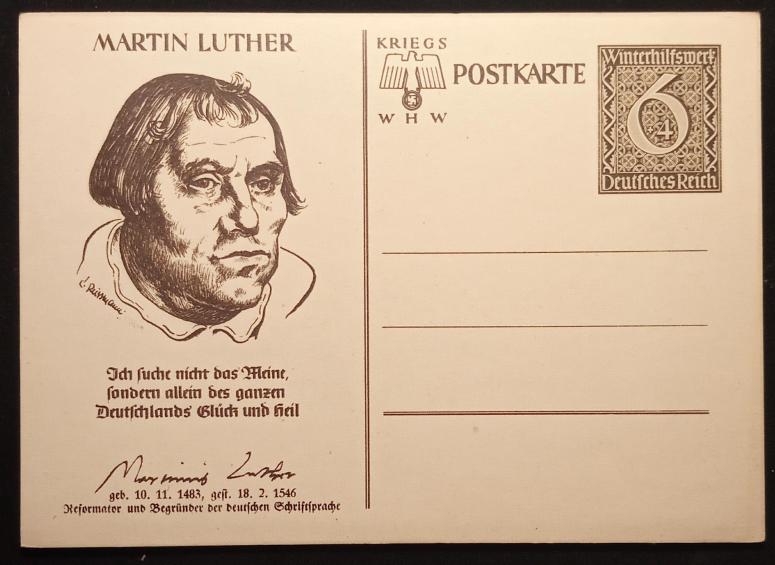 MARTIN LUTHER
Ich suche nicht das Meine,
sondern allein des ganzen
Deutschlands Glück und Heil
Martinus Luther
geb. 10. 11. 1483, gest. 18. 2. 1546
Reformator und Begründer der deutschen Schriftsprache
KRIEGS
WHW
POSTKARTE
Winterhilfswerk
6
+4
Deutsches Reich